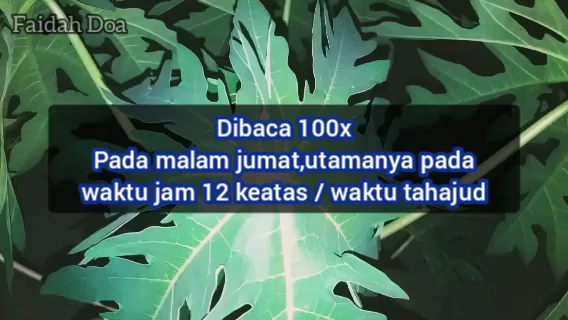 Faidah Doa
Dibaca 100x
Pada malam jumat,utamanya pada
waktu jam 12 keatas / waktu tahajud